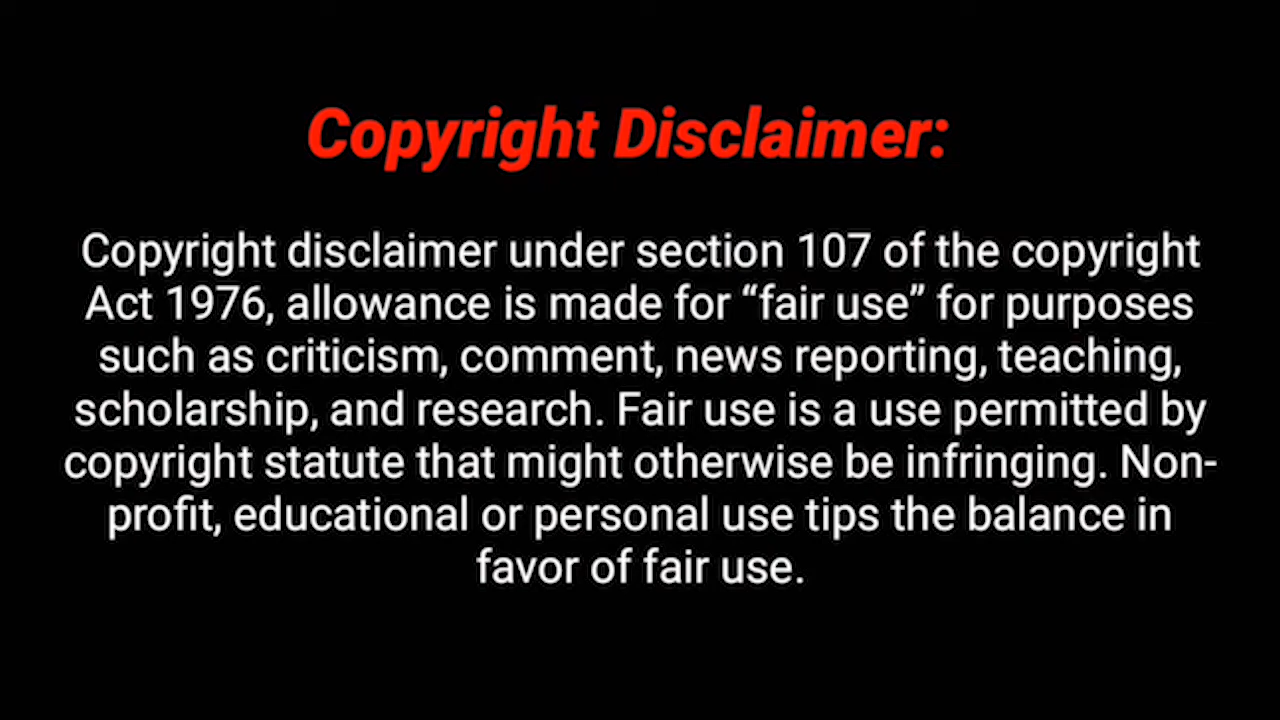 Copyright Disclaimer:
Copyright disclaimer under section 107 of the copyright
Act 1976, allowance is made for “fair use” for purposes
such as criticism, comment, news reporting, teaching,
scholarship, and research. Fair use is a use permitted by
copyright statute that might otherwise be infringing. Non-
profit, educational or personal use tips the balance in
favor of fair use.